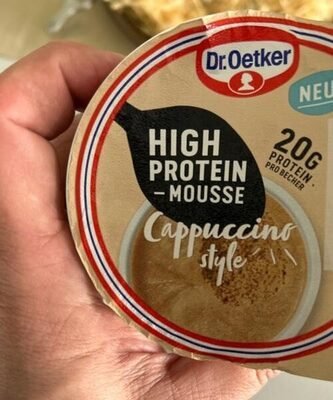 Dr.Oetker
NEU
HIGH
PROTEIN
–MOUSSE
20G
PROTEIN.
PRO BECHER
Cappuccino
style